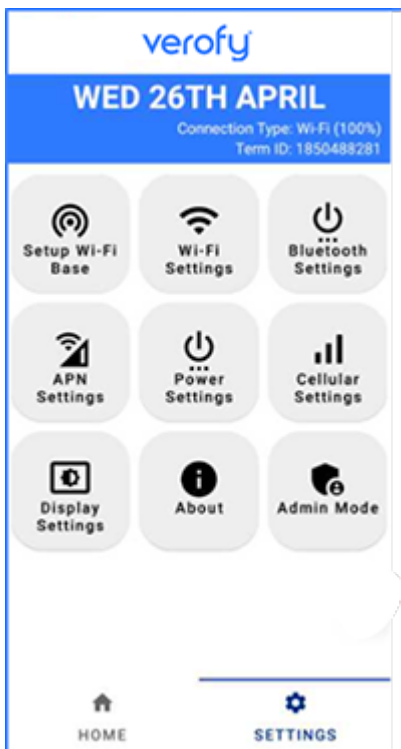 verofy
WED 26TH APRIL
Connection Type: Wi-Fi (100%)
Term ID: 1850488281
Setup Wi-Fi
Base
Wi-Fi
Settings
Bluetooth
Settings
APN
Settings
Power
Settings
Cellular
Settings
Display
Settings
About
Admin Mode
HOME
SETTINGS